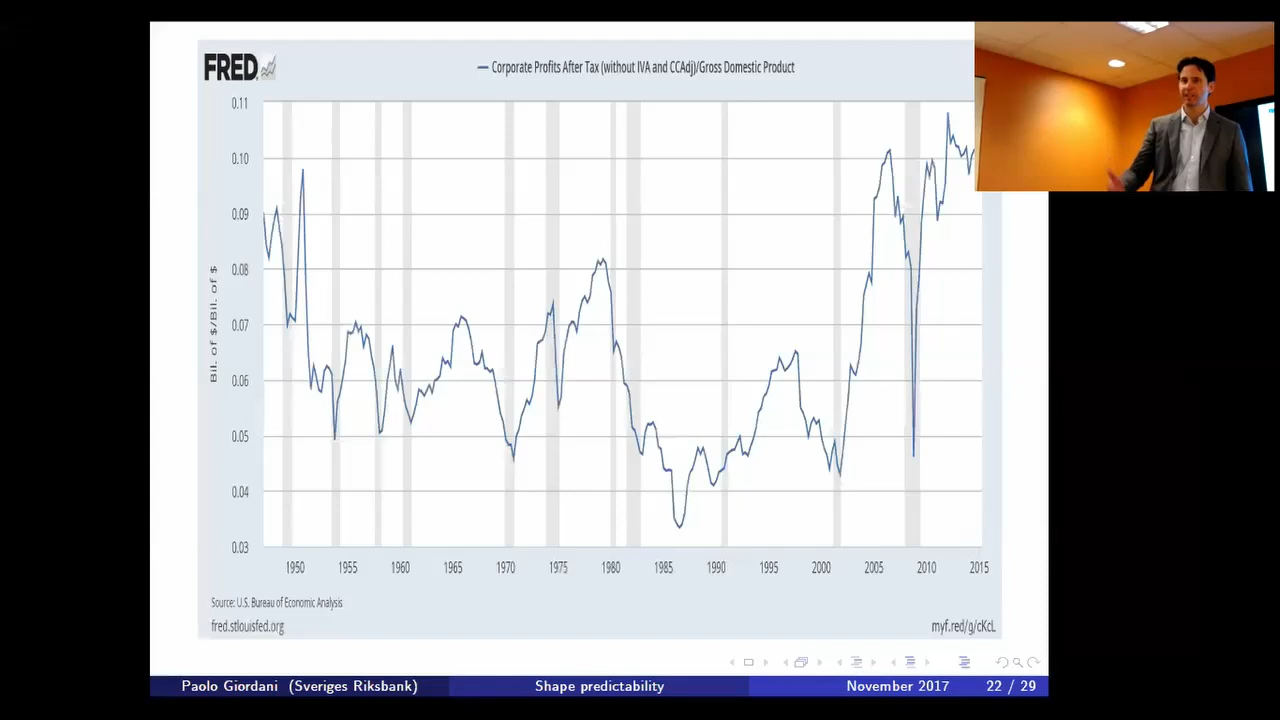 FRED
Corporate Profits After Tax (without IVA and CCAdj)/Gross Domestic Product
0.11
0.10
0.09
0.08
0.07
0.06
0.05
0.04
0.03
Bil. of $/Bil. of $
1950 1955 1960 1965 1970 1975 1980 1985 1990 1995 2000 2005 2010 2015
Source: U.S. Bureau of Economic Analysis
fred.stlouisfed.org myf.red/g/cKcL
Paolo Giordani (Sveriges Riksbank) Shape predictability November 2017 22 / 29